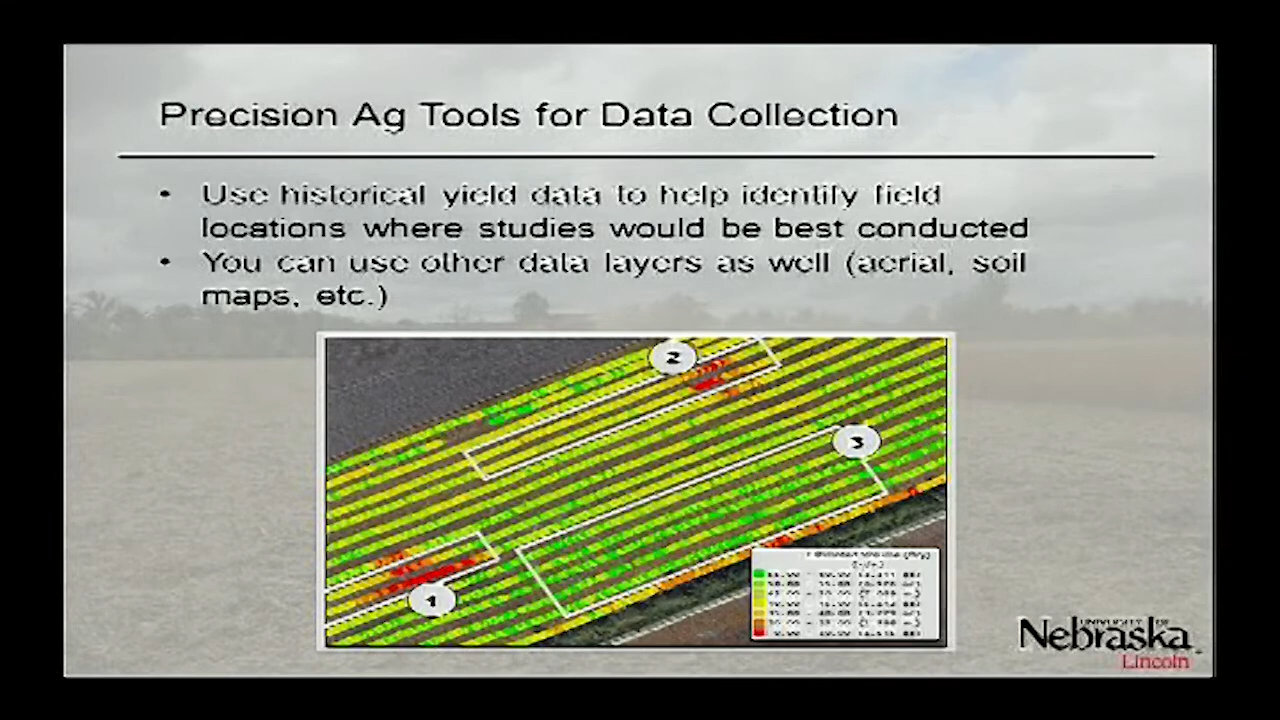 Precision Ag Tools for Data Collection
• Use historical yield data to help identify field
locations where studies would be best conducted
• You can use other data layers as well (aerial, soil
maps, etc.)
2
3
1
UNIVERSITY OF
Nebraska
Lincoln